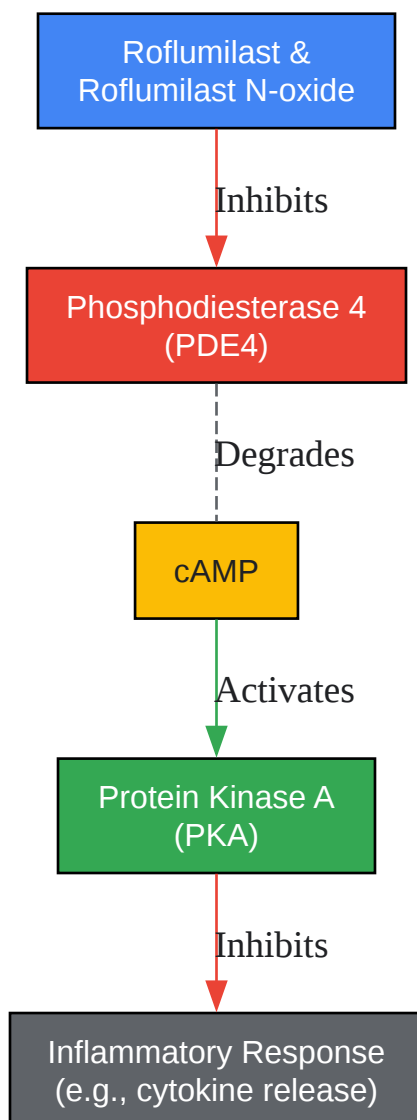 Roflumilast &
Roflumilast N-oxide
Inhibits
Phosphodiesterase 4
(PDE4)
Degrades
cAMP
Activates
Protein Kinase A
(PKA)
Inhibits
Inflammatory Response
(e.g., cytokine release)